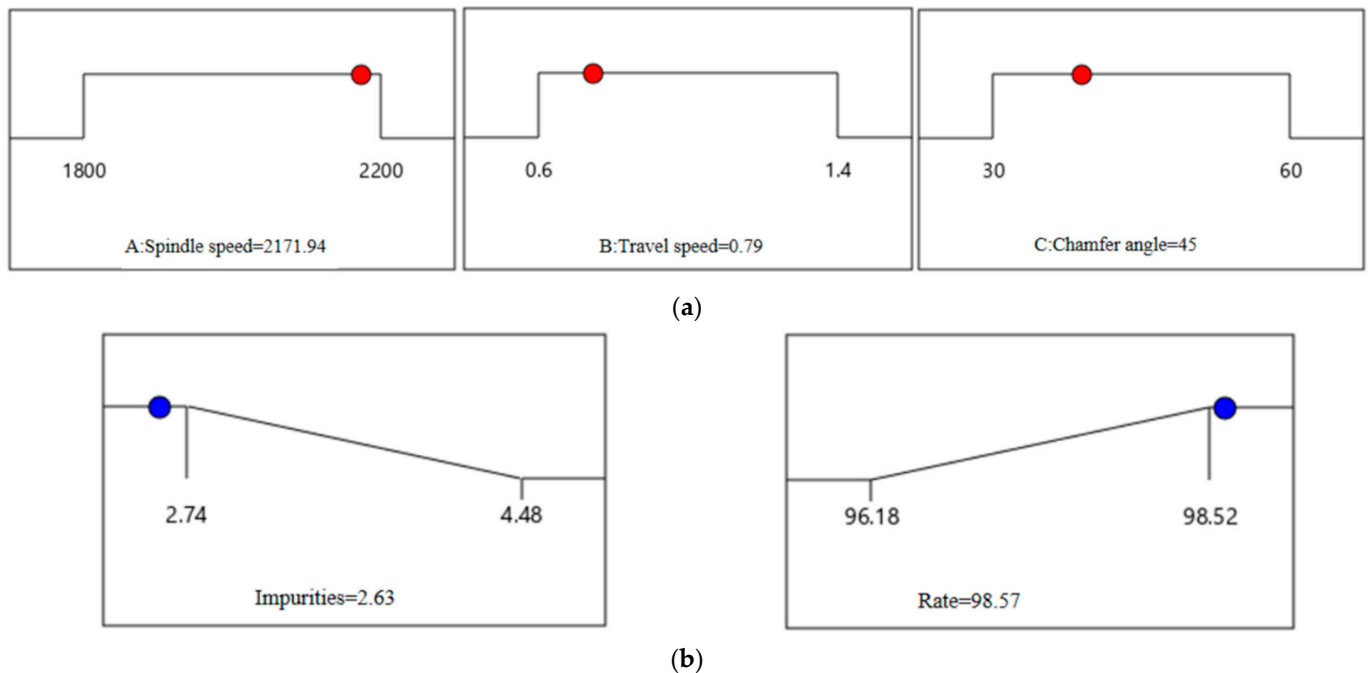 1800 2200
A:Spindle speed=2171.94
0.6 1.4
B:Travel speed=0.79
30 60
C:Chamfer angle=45
(a)
2.74 4.48
Impurities=2.63
96.18 98.52
Rate=98.57
(b)